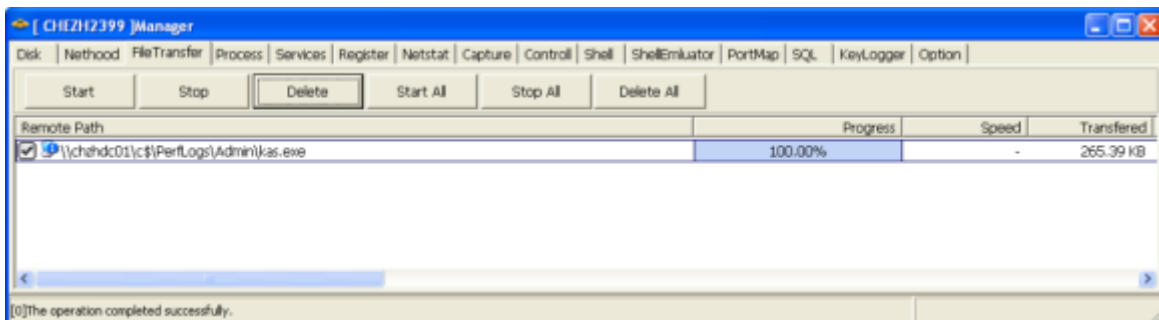 [ CHEZH2399 ]Manager
Disk Nethood FileTransfer Process Services Register Netstat Capture Controll Shell ShellEmluator PortMap SQL KeyLogger Option
Start Stop Delete Start All Stop All Delete All
Remote Path Progress Speed Transfered
\\chzhdc01\c$\PerfLogs\Admin\kas.exe 100.00% - 265.39 KB
[0]The operation completed successfully.